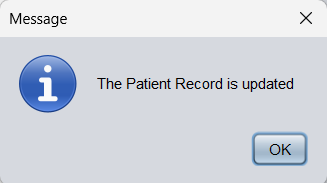 Message
The Patient Record is updated
OK